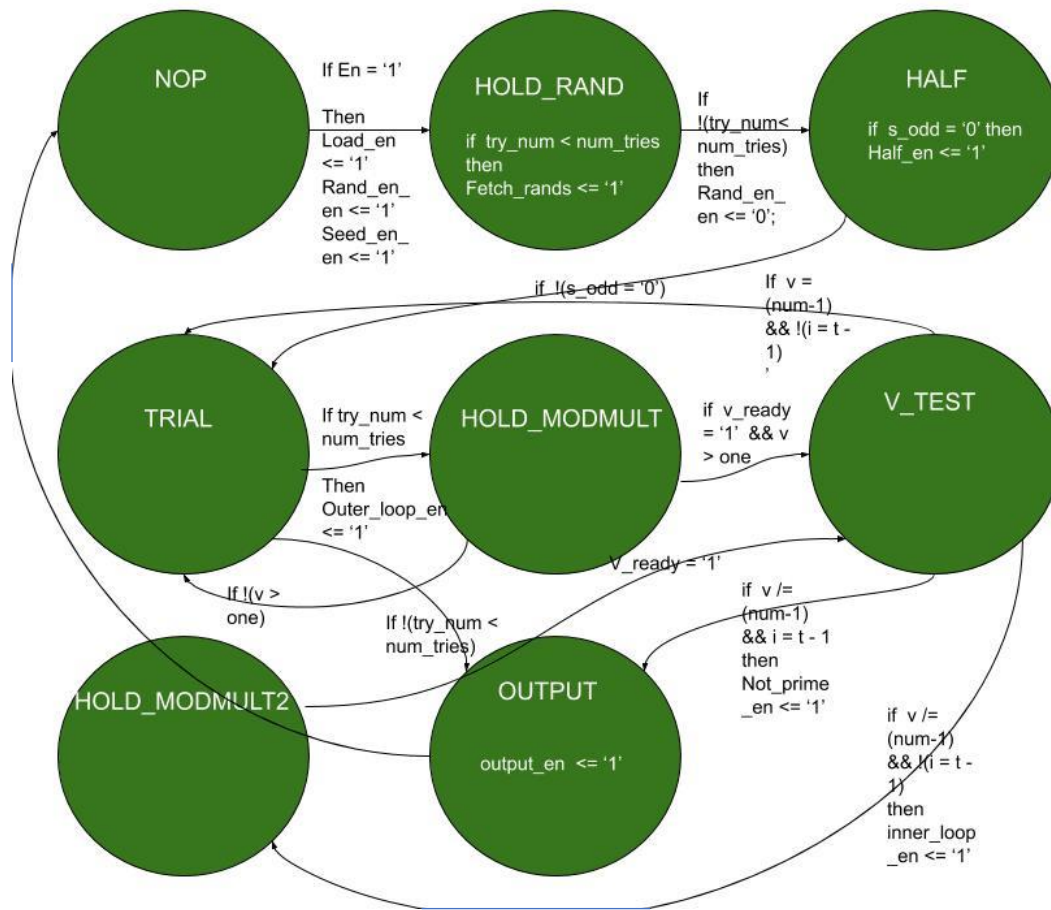 NOP
If En = ‘1’
Then
Load_en
<= ‘1’
Rand_en_
en <= ‘1’
Seed_en_
en <= ‘1’
HOLD_RAND
if try_num < num_tries
then
Fetch_rands <= ‘1’
If
!(try_num<
num_tries)
then
Rand_en_
en <= ‘0’;
HALF
if s_odd = ‘0’ then
Half_en <= ‘1’
if !(s_odd = ‘0’)
If v =
(num-1)
&& !(i = t -
1)
’
TRIAL
If try_num <
num_tries
Then
Outer_loop_en
<= ‘1’
HOLD_MODMULT
if v_ready
= ‘1’ && v
> one
V_TEST
If !(v >
one)
If !(try_num <
num_tries)
V_ready = ‘1’
if v /=
(num-1)
&& i = t - 1
then
Not_prime
_en <= ‘1’
HOLD_MODMULT2
OUTPUT
output_en <= ‘1’
if v /=
(num-1)
&& !(i = t -
1)
then
inner_loop
_en <= ‘1’